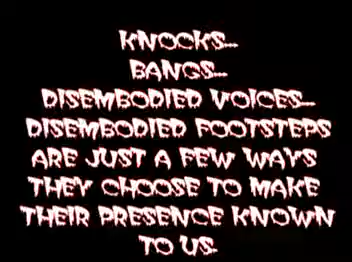 KNOCKS...
BANGS...
DISEMBODIED VOICES...
DISEMBODIED FOOTSTEPS
ARE JUST A FEW WAYS
THEY CHOOSE TO MAKE
THEIR PRESENCE KNOWN
TO US.